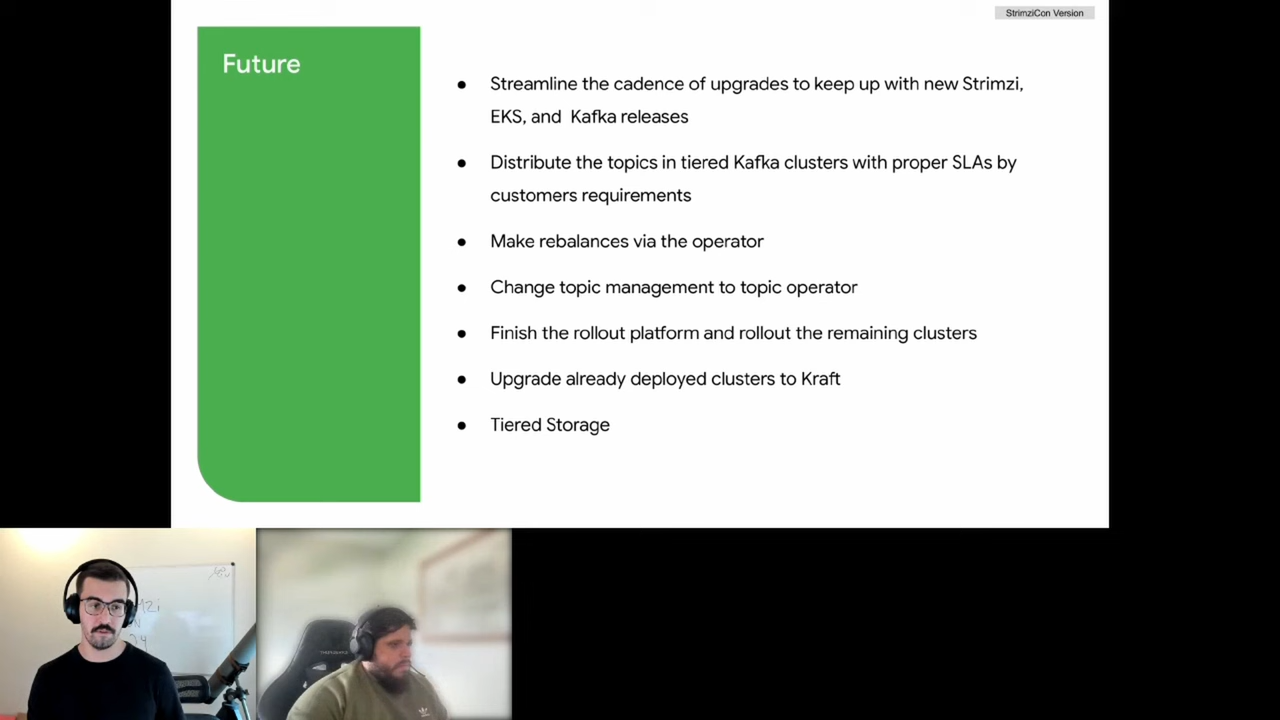 StrimziCon Version
Future
● Streamline the cadence of upgrades to keep up with new Strimzi,
EKS, and Kafka releases
● Distribute the topics in tiered Kafka clusters with proper SLAs by
customers requirements
● Make rebalances via the operator
● Change topic management to topic operator
● Finish the rollout platform and rollout the remaining clusters
● Upgrade already deployed clusters to Kraft
● Tiered Storage